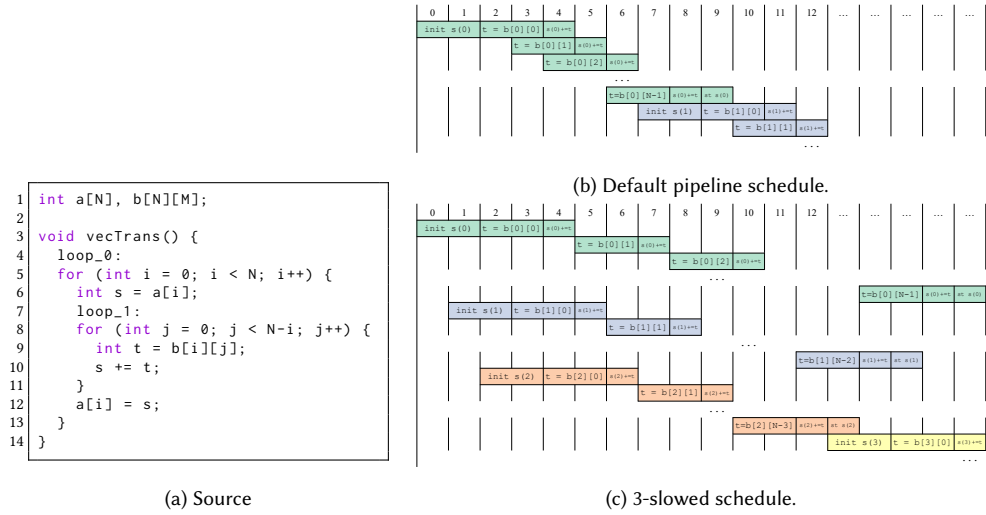 0 1 2 3 4 5 6 7 8 9 10 11 12 ... ... ... ... ...
init s(0) t = b[0][0] s(0)+=t
t = b[0][1] s(0)+=t
t = b[0][2] s(0)+=t
...
t=b[0][N-1] s(0)+=t st s(0)
init s(1) t = b[1][0] s(1)+=t
t = b[1][1] s(1)+=t
...
(b) Default pipeline schedule.
1 int a[N], b[N][M];
2
3 void vecTrans() {
4 loop_0:
5 for (int i = 0; i < N; i++) {
6 int s = a[i];
7 loop_1:
8 for (int j = 0; j < N-i; j++) {
9 int t = b[i][j];
10 s += t;
11 }
12 a[i] = s;
13 }
14 }
(a) Source
0 1 2 3 4 5 6 7 8 9 10 11 12 ... ... ... ... ...
init s(0) t = b[0][0] s(0)+=t
t = b[0][1] s(0)+=t
t = b[0][2] s(0)+=t
...
t=b[0][N-1] s(0)+=t st s(0)
init s(1) t = b[1][0] s(1)+=t
t = b[1][1] s(1)+=t
...
t=b[1][N-2] s(1)+=t st s(1)
init s(2) t = b[2][0] s(2)+=t
t = b[2][1] s(2)+=t
...
t=b[2][N-3] s(2)+=t st s(2)
init s(3) t = b[3][0] s(3)+=t
...
(c) 3-slowed schedule.